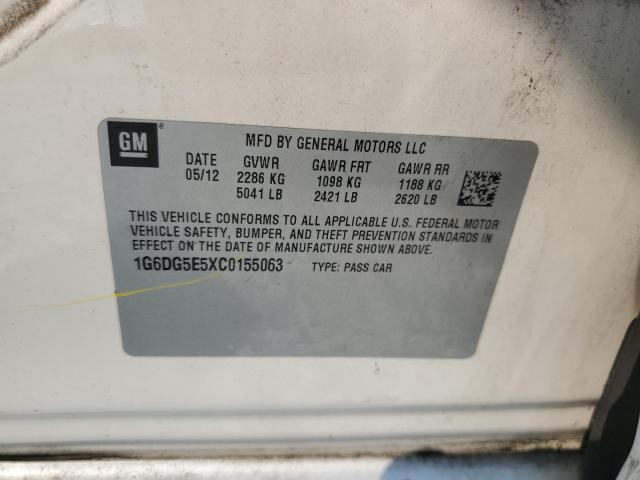 GM ® MFD BY GENERAL MOTORS LLC
DATE GVWR GAWR FRT GAWR RR
05/12 2286 KG 1098 KG 1188 KG
5041 LB 2421 LB 2620 LB
THIS VEHICLE CONFORMS TO ALL APPLICABLE U.S. FEDERAL MOTOR
VEHICLE SAFETY, BUMPER, AND THEFT PREVENTION STANDARDS IN
EFFECT ON THE DATE OF MANUFACTURE SHOWN ABOVE.
1G6DG5E5XC0155063 TYPE: PASS CAR